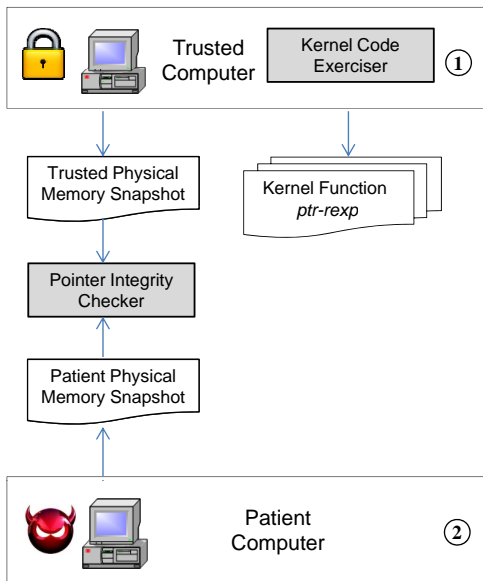 Trusted
Computer
Kernel Code
Exerciser
1
Trusted Physical
Memory Snapshot
Kernel Function
ptr-rexp
Pointer Integrity
Checker
Patient Physical
Memory Snapshot
Patient
Computer
2